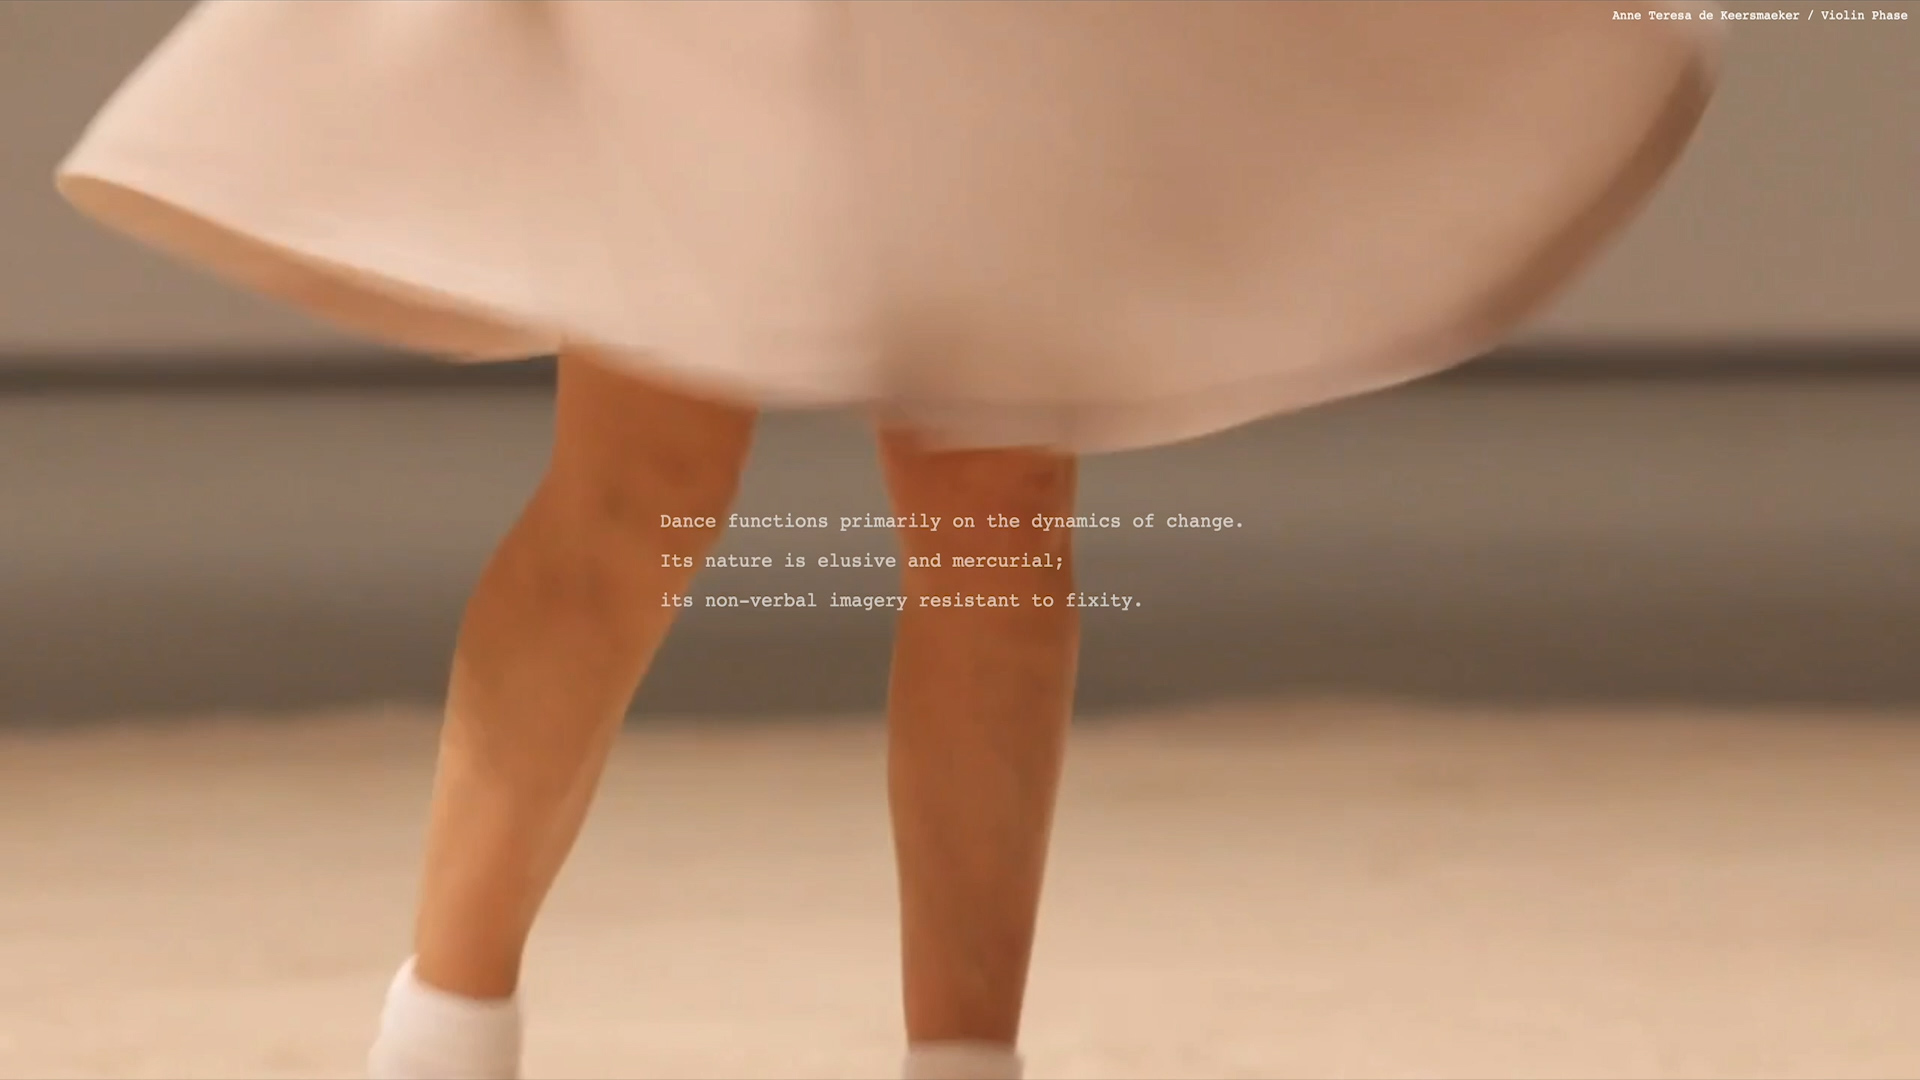 Anne Teresa de Keersmaeker / Violin Phase
Dance functions primarily on the dynamics of change.
Its nature is elusive and mercurial;
its non-verbal imagery resistant to fixity.